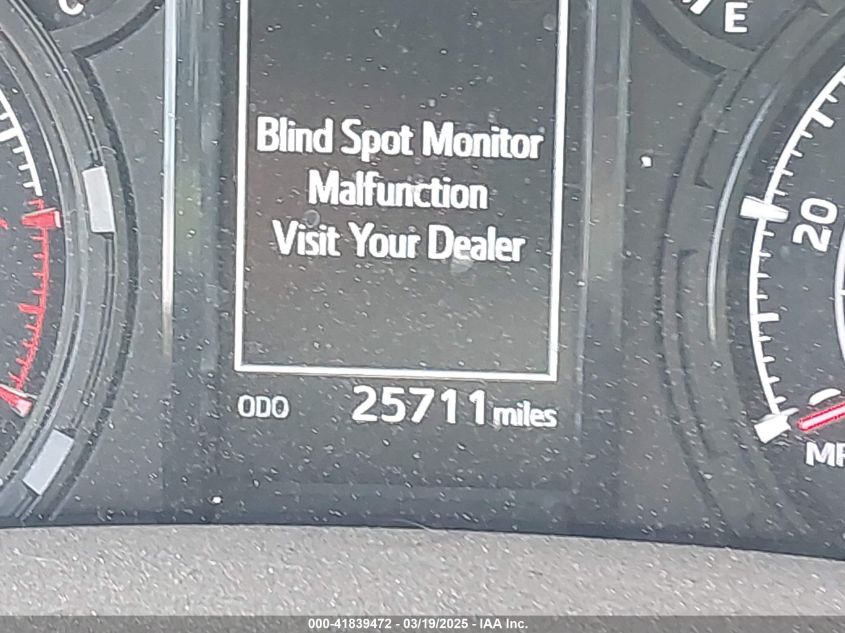 C
E
Blind Spot Monitor
Malfunction
Visit Your Dealer
20
ODO 25711 miles
000-41839472 - 03/19/2025 - IAA Inc.